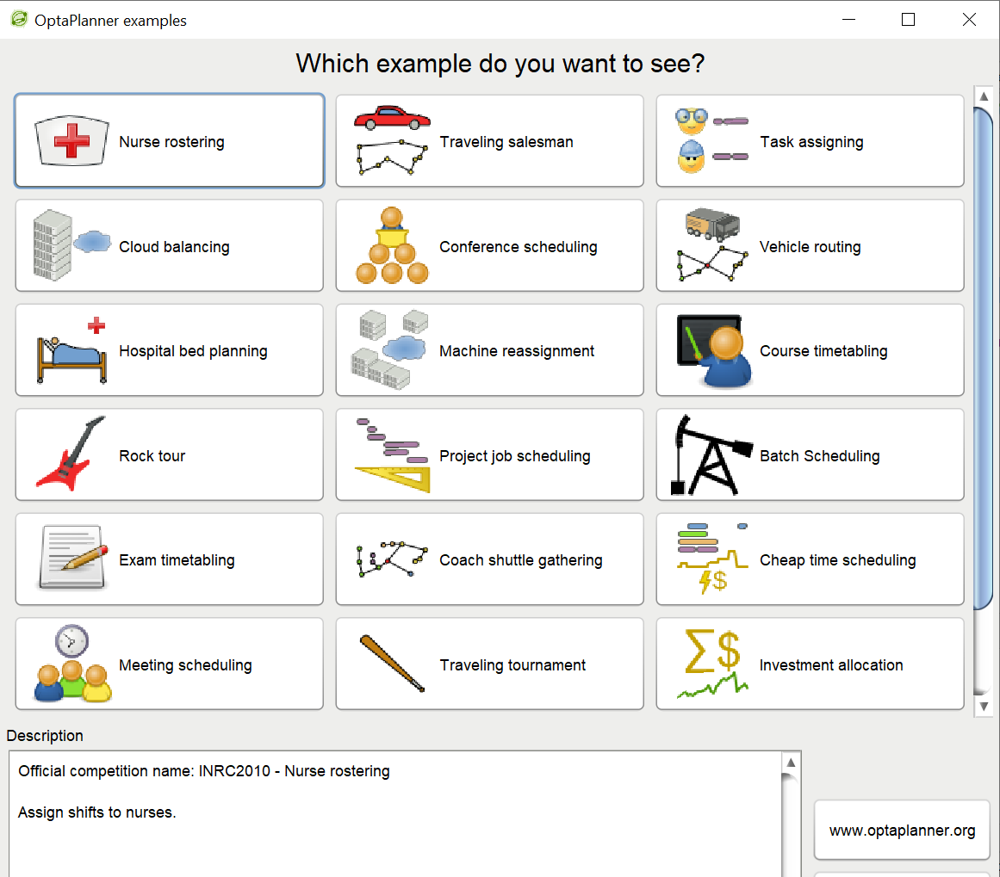 OptaPlanner examples
Which example do you want to see?
Nurse rostering
Traveling salesman
Task assigning
Cloud balancing
Conference scheduling
Vehicle routing
Hospital bed planning
Machine reassignment
Course timetabling
Rock tour
Project job scheduling
Batch Scheduling
Exam timetabling
Coach shuttle gathering
Cheap time scheduling
Meeting scheduling
Traveling tournament
Investment allocation
Description
Official competition name: INRC2010 - Nurse rostering
Assign shifts to nurses.
www.optaplanner.org